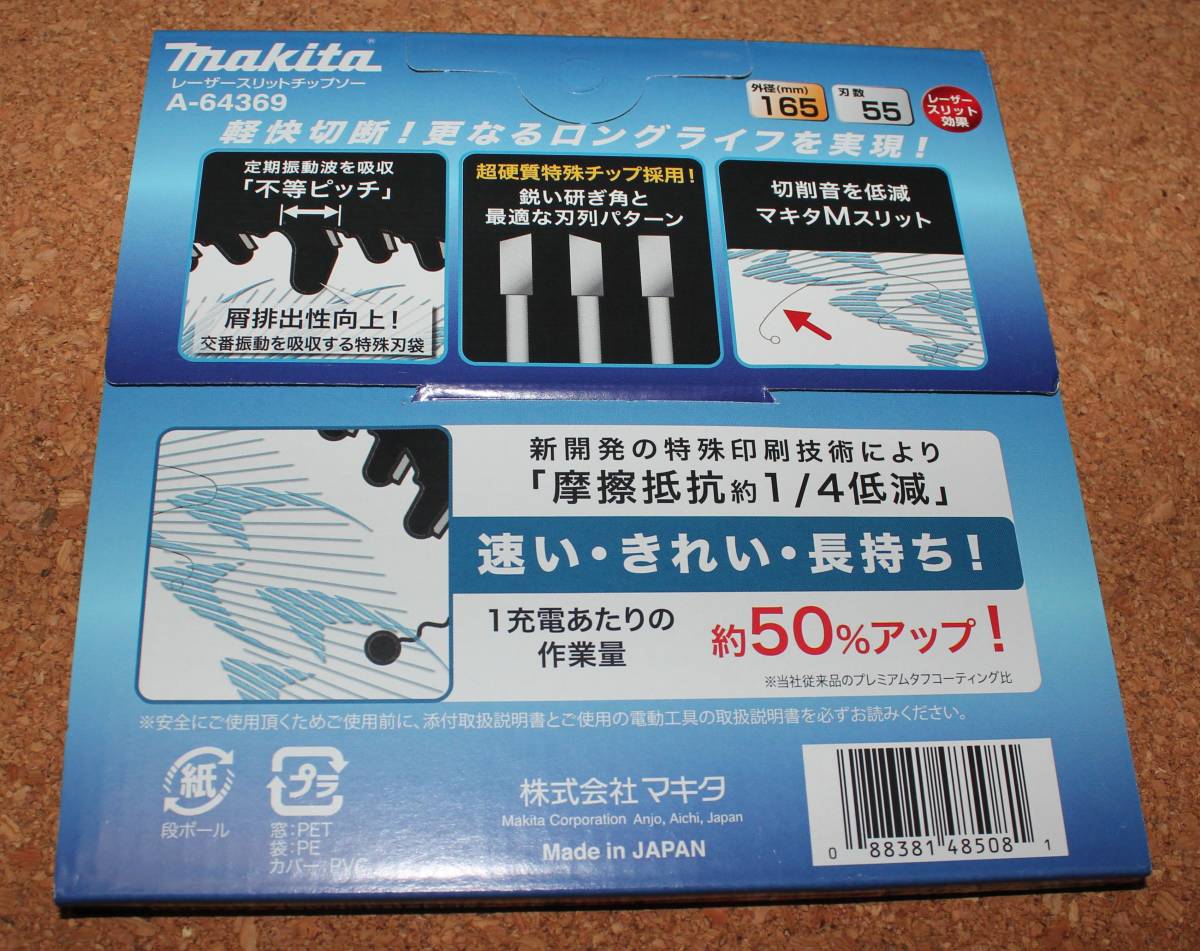 makita®
レーザースリットチップソー
A-64369
外径(mm)
165
刃数
55
レーザー
スリット
効果
軽快切断！更なるロングライフを実現！
定期振動波を吸収
「不等ピッチ」
屑排出性向上！
交番振動を吸収する特殊刃袋
超硬質特殊チップ採用！
鋭い研ぎ角と
最適な刃列パターン
切削音を低減
マキタMスリット
新開発の特殊印刷技術により
「摩擦抵抗約1/4低減」
速い・きれい・長持ち！
1充電あたりの
作業量
約50%アップ！
※当社従来品のプレミアムタフコーティング比
※安全にご使用頂くためご使用前に、添付取扱説明書とご使用の電動工具の取扱説明書を必ずお読みください。
紙
段ボール
プラ
窓:PET
袋:PE
カバー:PVC
株式会社マキタ
Makita Corporation Anjo, Aichi, Japan
Made in JAPAN
0 88381 48508 1